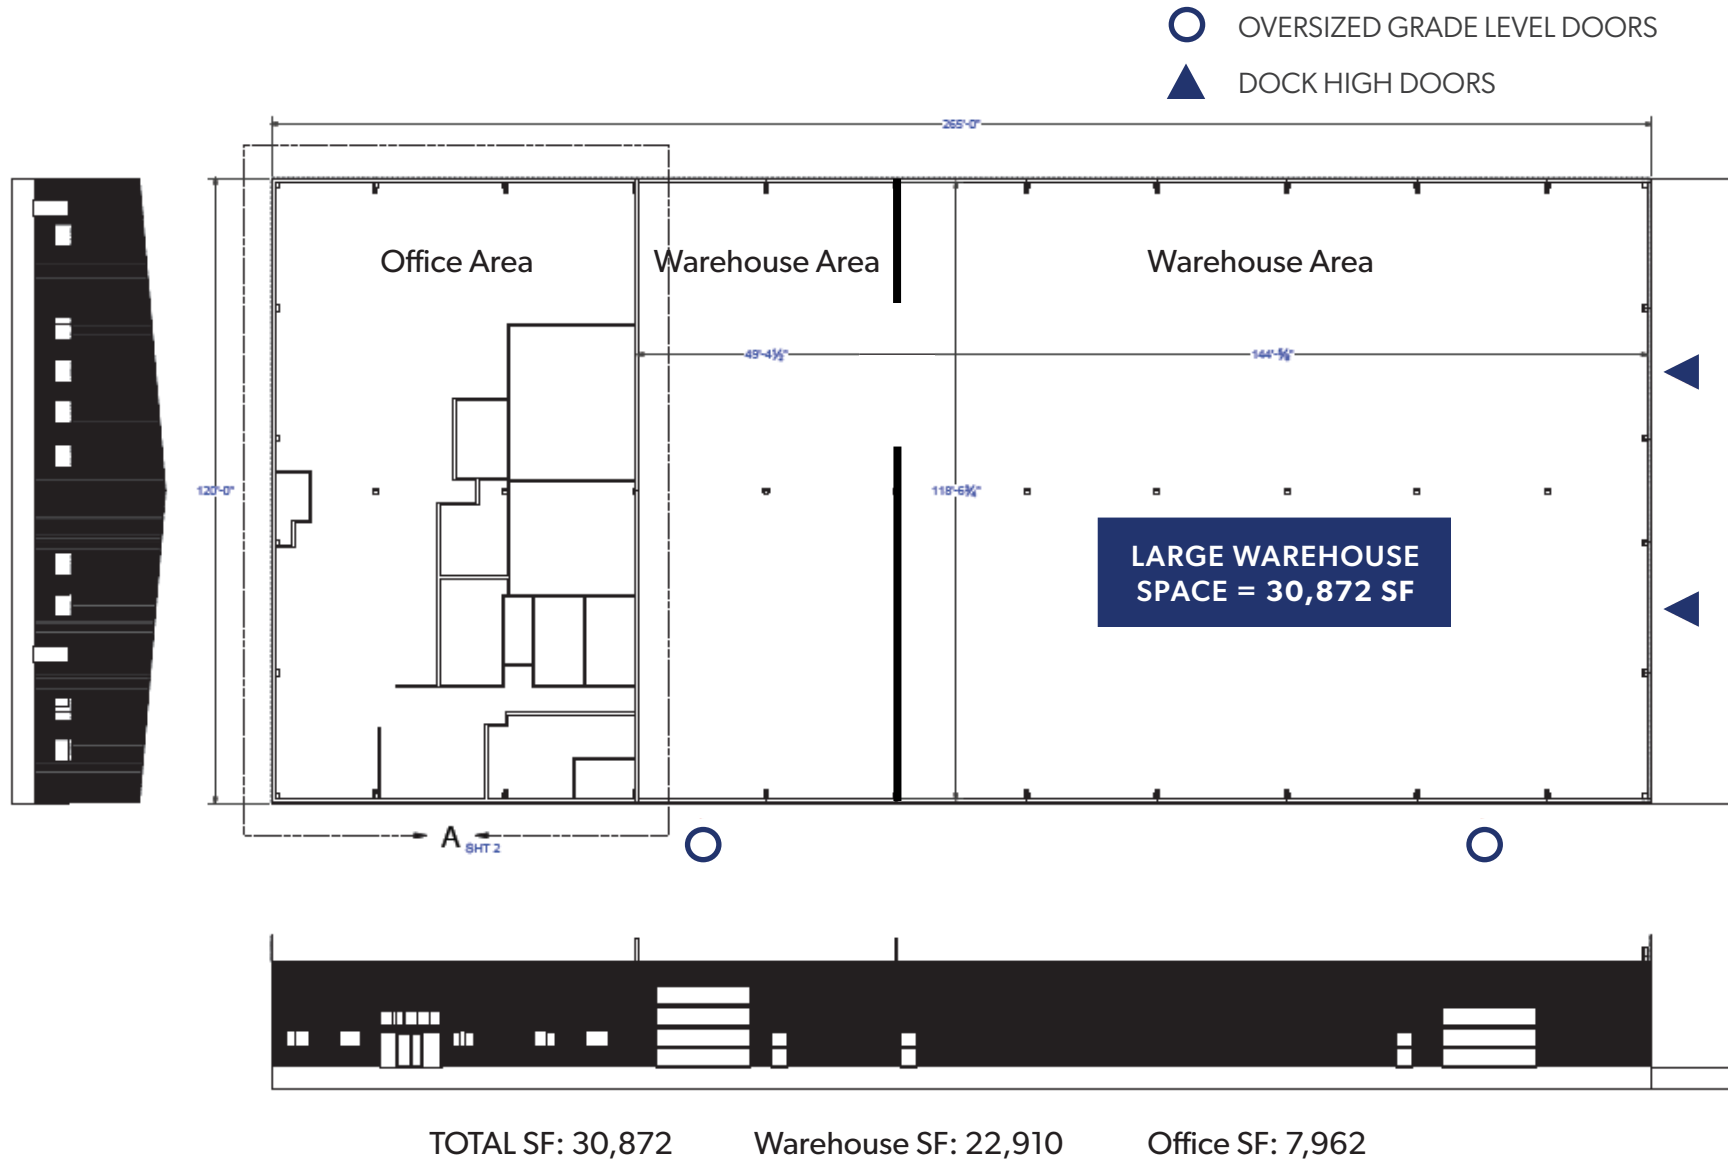 OVERSIZED GRADE LEVEL DOORS
DOCK HIGH DOORS
265'-0"
Office Area
Warehouse Area
Warehouse Area
49'-4½"
144'-⅝"
120'-0"
118'-6¾"
LARGE WAREHOUSE
SPACE = 30,872 SF
A
SHT 2
TOTAL SF: 30,872
Warehouse SF: 22,910
Office SF: 7,962